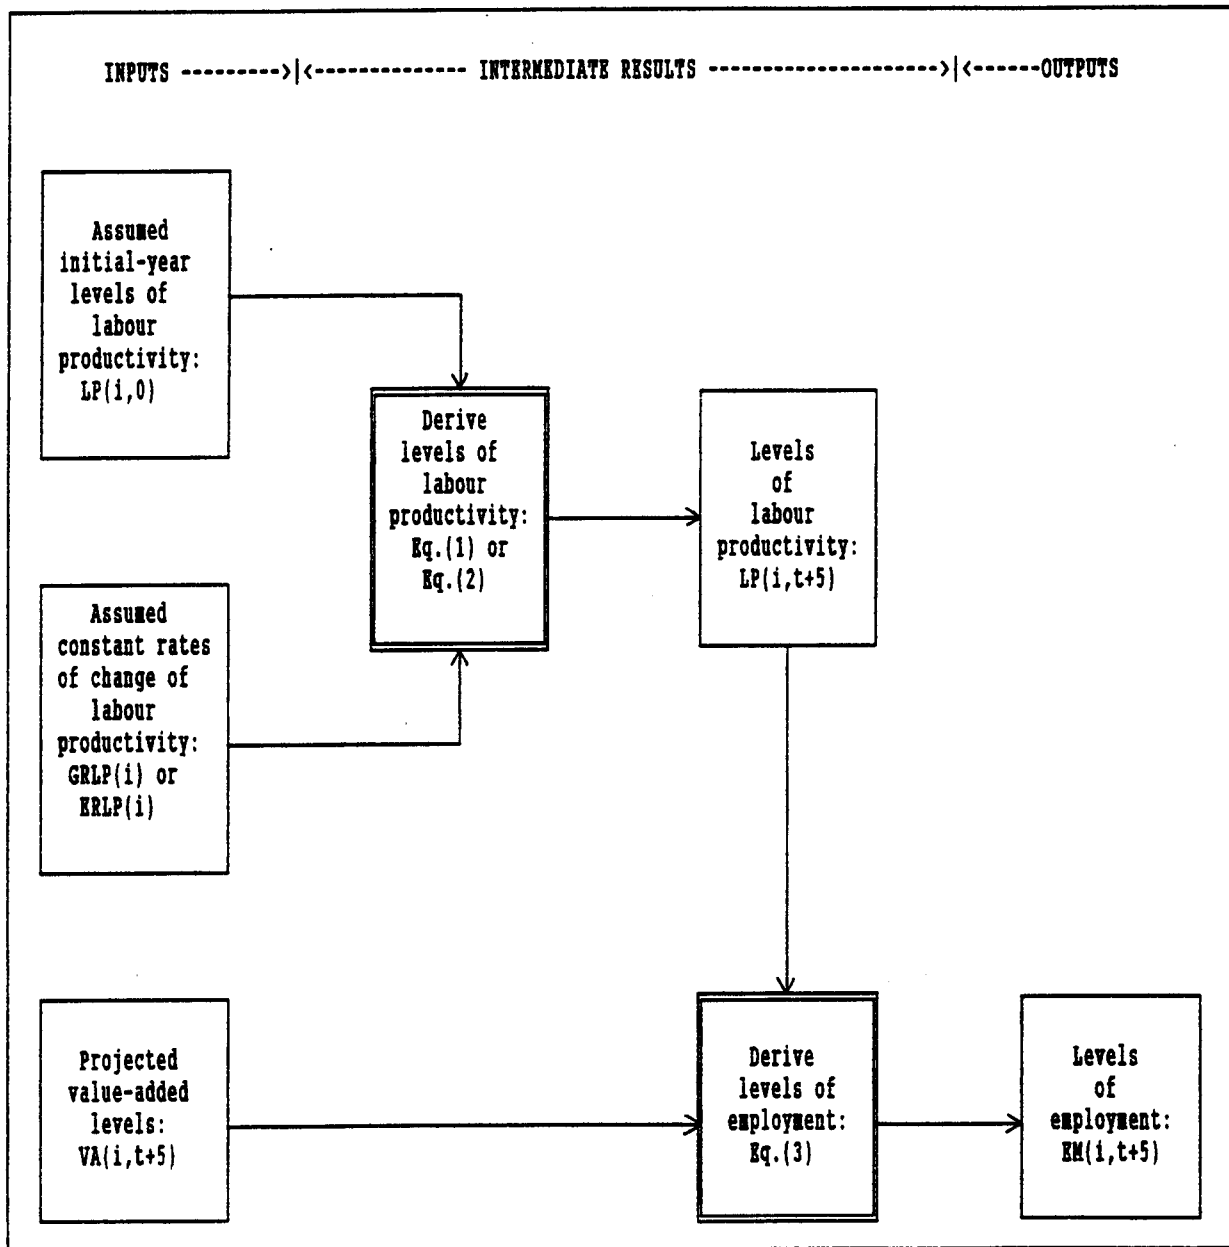 INPUTS --------->|<------------- INTERMEDIATE RESULTS -------------------->|<------OUTPUTS
Assumed
initial-year
levels of
labour
productivity:
LP(i,0)
Derive
levels of
labour
productivity:
Eq.(1) or
Eq.(2)
Levels
of
labour
productivity:
LP(i,t+5)
Assumed
constant rates
of change of
labour
productivity:
GRLP(i) or
ERLP(i)
Projected
value-added
levels:
VA(i,t+5)
Derive
levels of
employment:
Eq.(3)
Levels
of
employment:
EM(i,t+5)